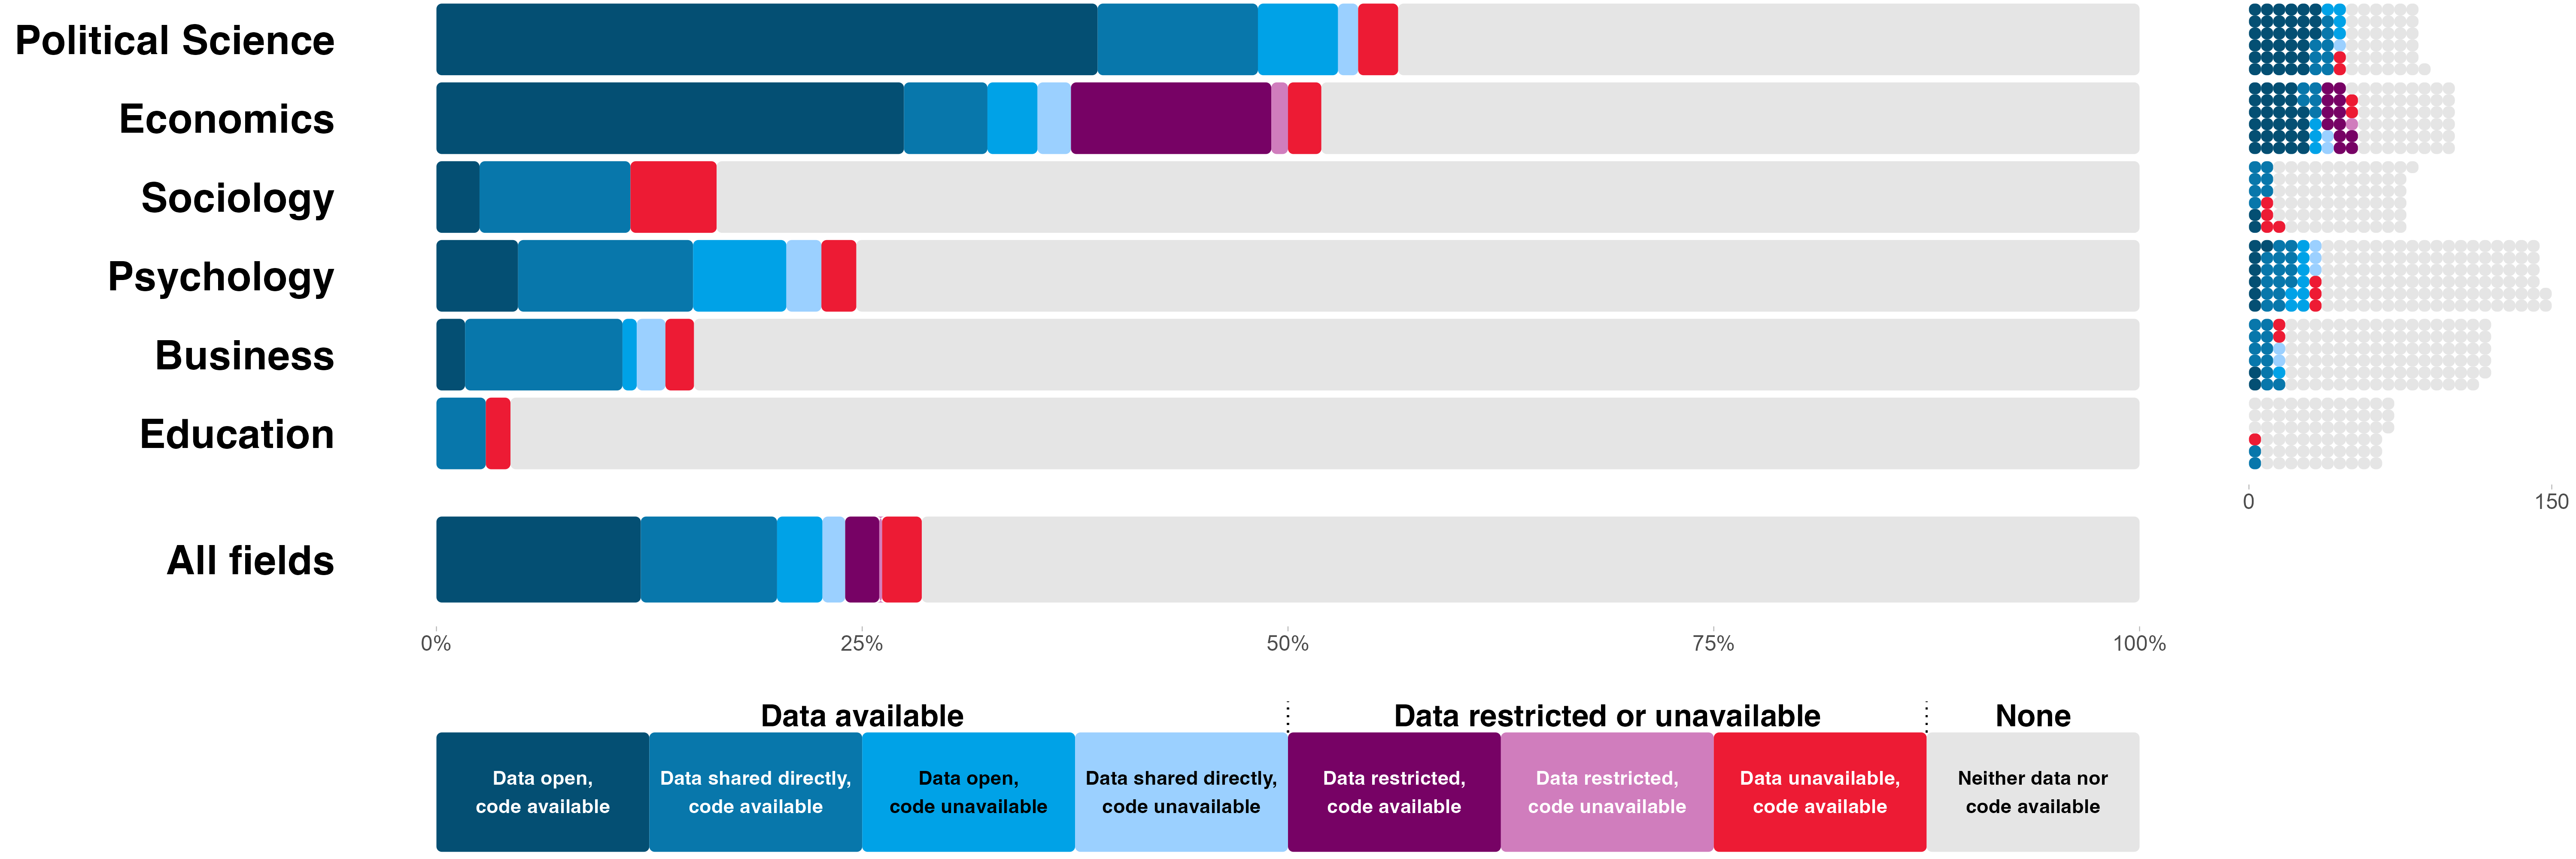 Political Science
Economics
Sociology
Psychology
Business
Education
0 150
All fields
0% 25% 50% 75% 100%
Data available Data restricted or unavailable None
Data open,
code available
Data shared directly,
code available
Data open,
code unavailable
Data shared directly,
code unavailable
Data restricted,
code available
Data restricted,
code unavailable
Data unavailable,
code available
Neither data nor
code available